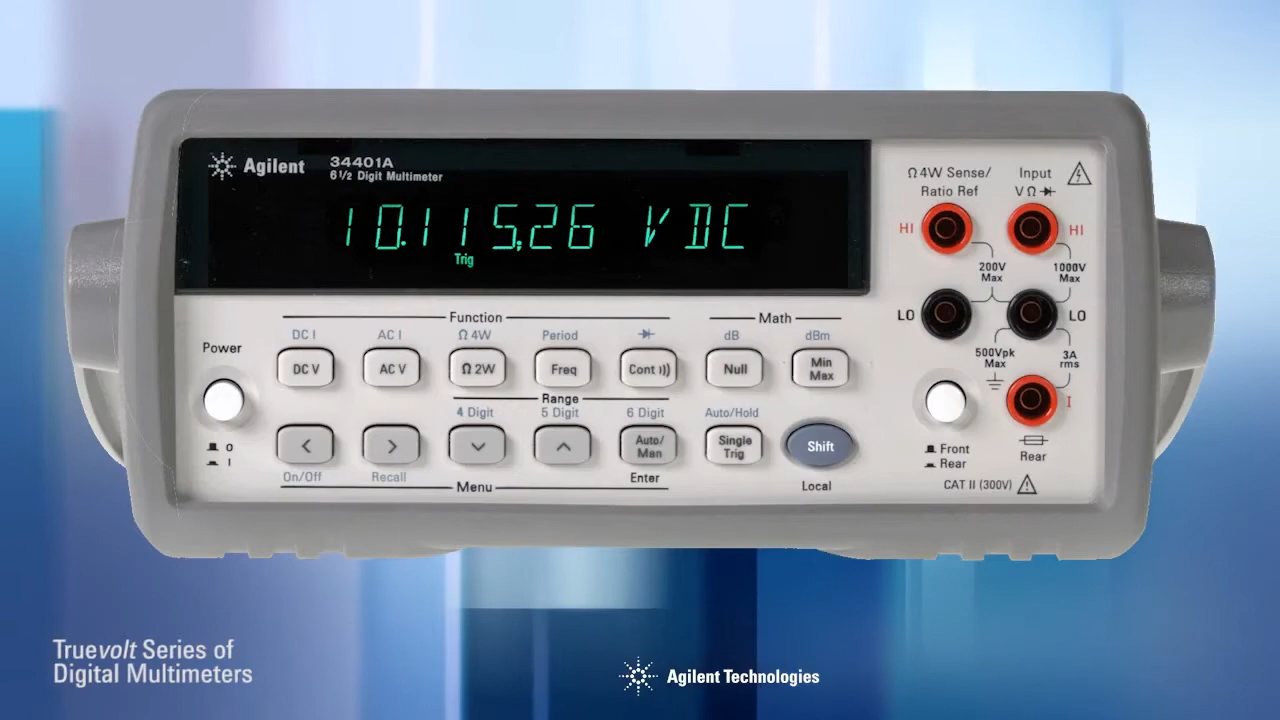 Agilent
34401A
6½ Digit Multimeter
10.115,26 VDC
Trig
Ω 4W Sense/
Ratio Ref
Input
V Ω
HI
HI
200V
Max
1000V
Max
LO
LO
500Vpk
Max
3A
rms
I
Front
Rear
Rear
CAT II (300V)
Power
0
I
Function
Math
DC I
AC I
Ω 4W
Period
dB
dBm
DC V
AC V
Ω 2W
Freq
Cont
Null
Min
Max
Range
4 Digit
5 Digit
6 Digit
Auto/Hold
<
>
Auto/
Man
Single
Trig
Shift
On/Off
Recall
Menu
Enter
Local
Truevolt Series of
Digital Multimeters
Agilent Technologies